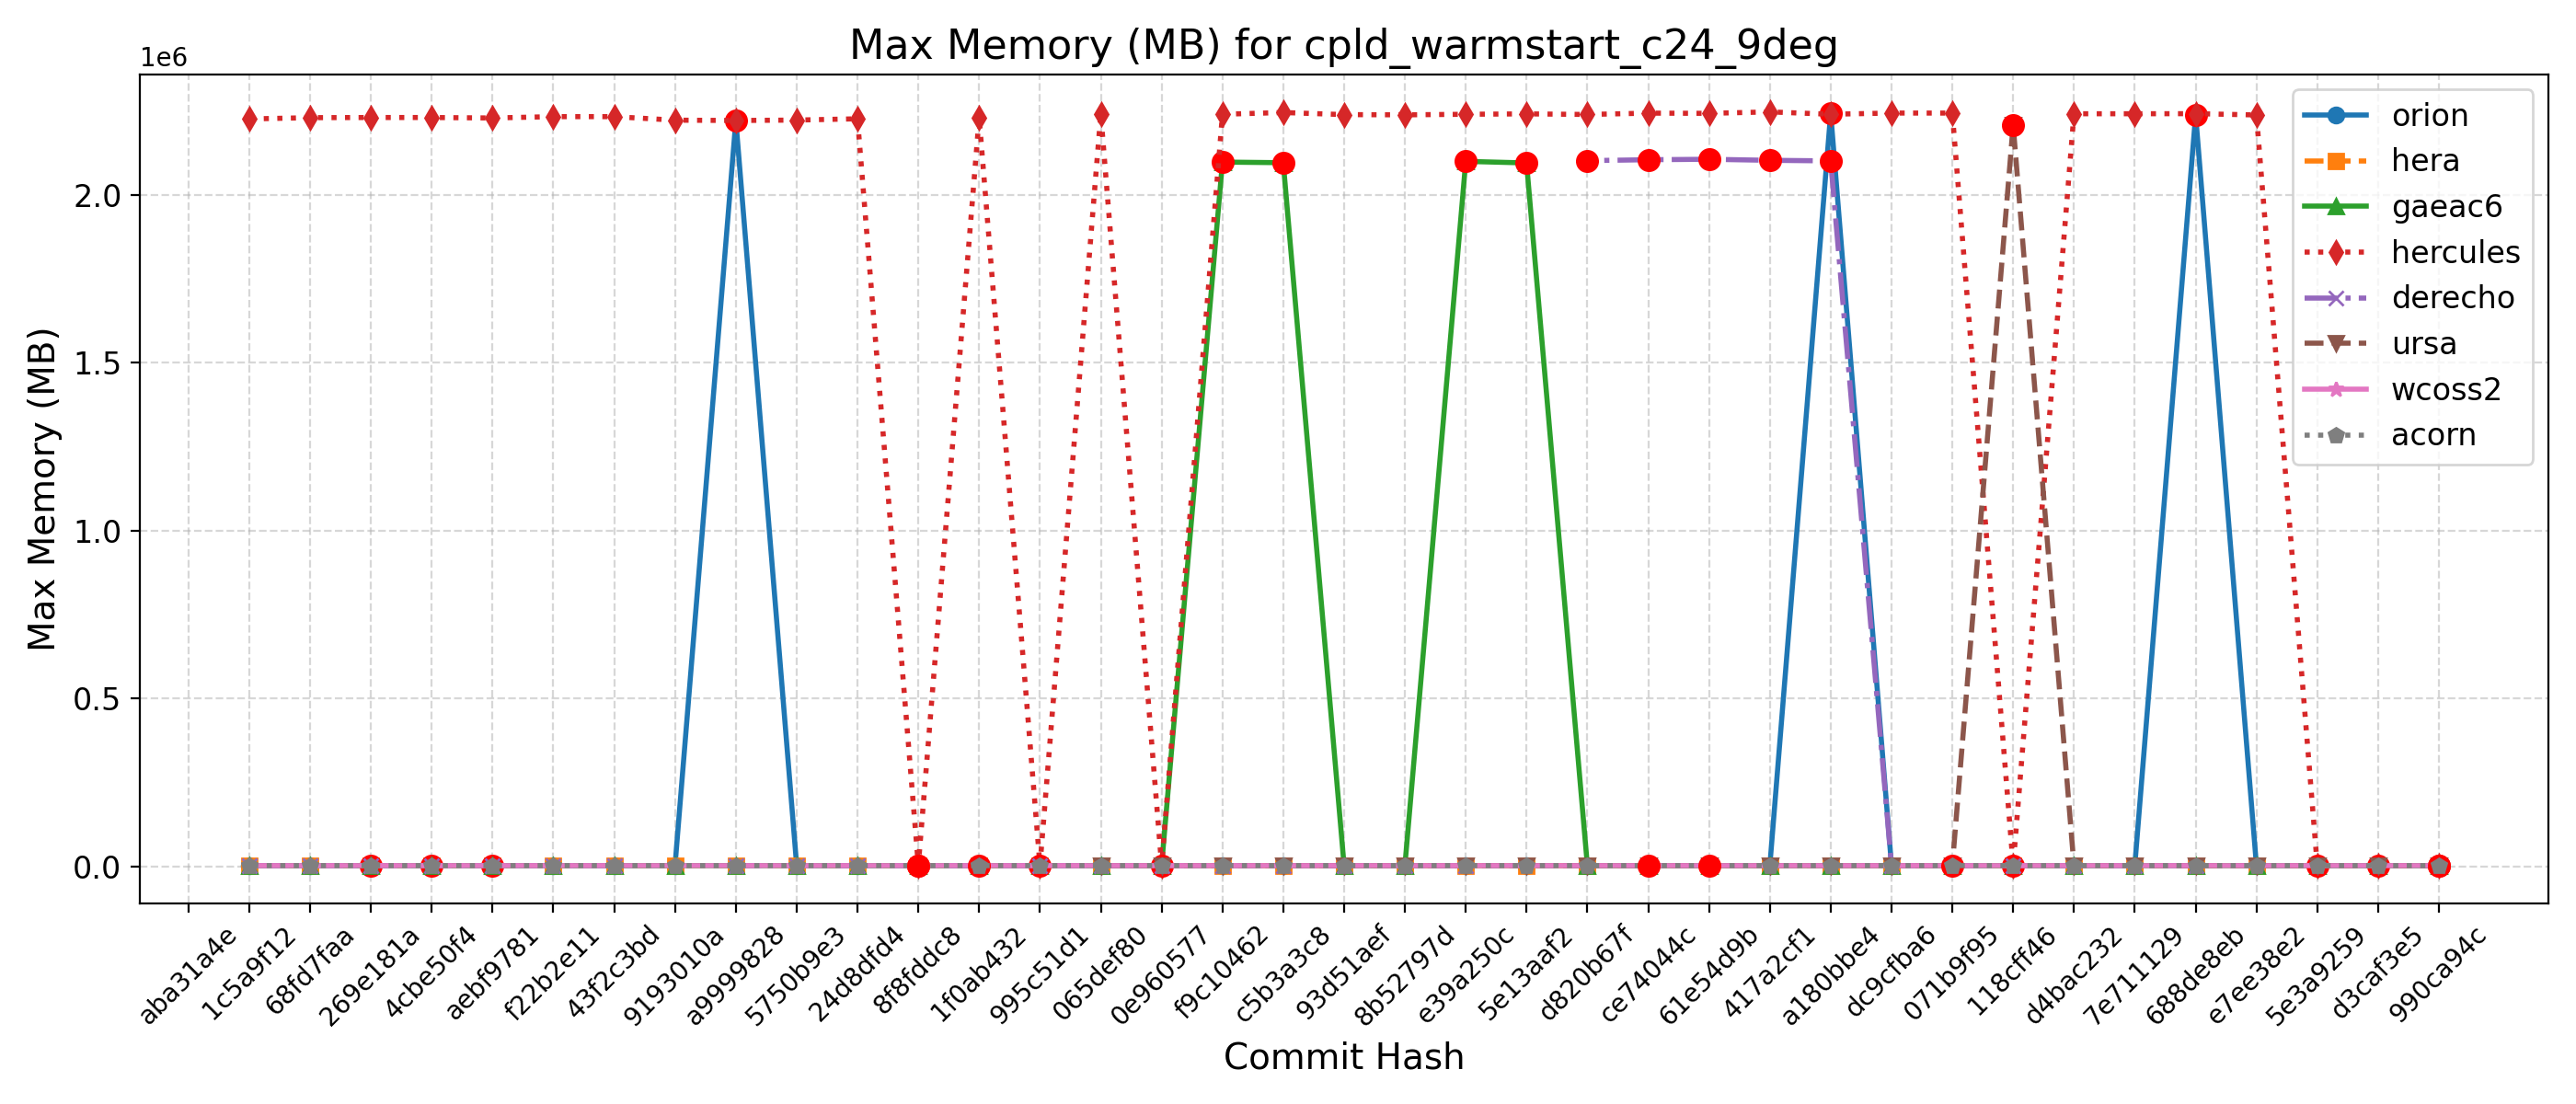 Max Memory (MB) for cpld_warmstart_c24_9deg
1e6
Max Memory (MB)
2.0
1.5
1.0
0.5
0.0
orion
hera
gaeac6
hercules
derecho
ursa
wcoss2
acorn
aba31a4e
1c5a9f12
68fd7faa
269e181a
4cbe50f4
aebf9781
f22b2e11
43f2c3bd
9193010a
a9999828
5750b9e3
24d8dfd4
8f8fddc8
1f0ab432
995c51d1
065def80
0e960577
f9c10462
c5b3a3c8
93d51aef
8b52797d
e39a250c
5e13aaf2
d820b67f
ce74044c
61e54d9b
417a2cf1
a180bbe4
dc9cfba6
071b9f95
118cff46
d4bac232
7e711129
688de8eb
e7ee38e2
5e3a9259
d3caf3e5
990ca94c
Commit Hash